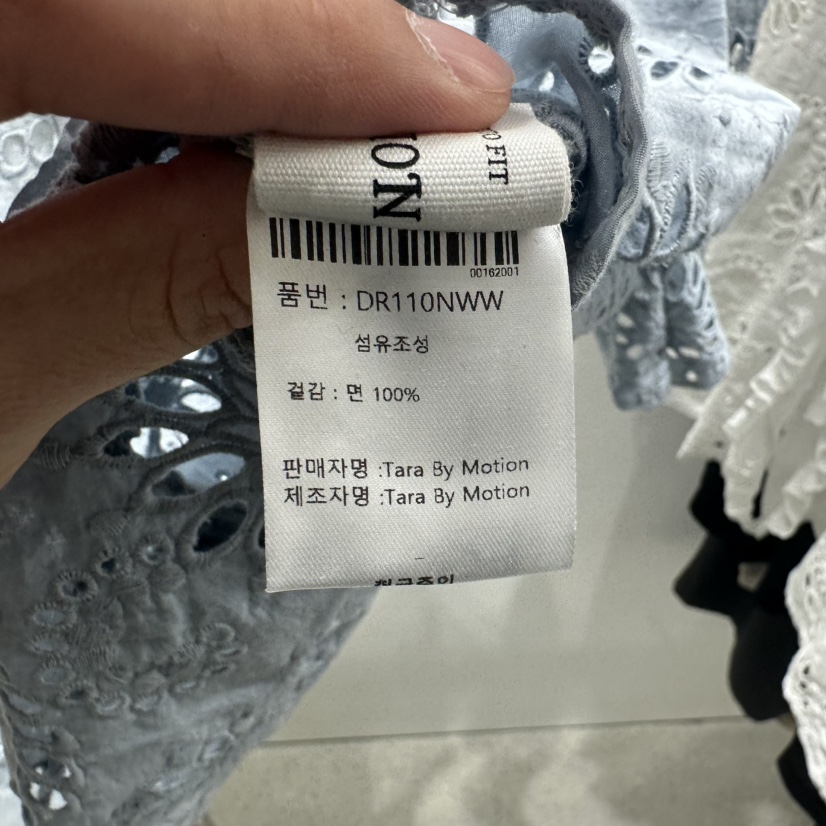 FIT
00162001
품번 : DR110NWW
섬유조성
겉감 : 면 100%
판매자명 :Tara By Motion
제조자명 :Tara By Motion